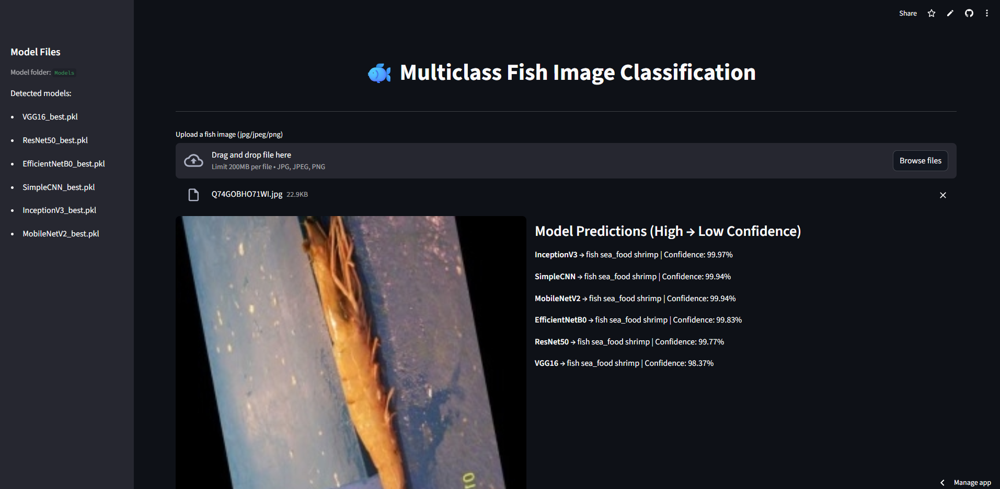 Share
Model Files
Model folder: Models
Detected models:
VGG16_best.pkl
ResNet50_best.pkl
EfficientNetB0_best.pkl
SimpleCNN_best.pkl
InceptionV3_best.pkl
MobileNetV2_best.pkl
Multiclass Fish Image Classification
Upload a fish image (jpg/jpeg/png)
Drag and drop file here
Limit 200MB per file • JPG, JPEG, PNG
Browse files
Q74GOBHO71WI.jpg 22.9KB
Model Predictions (High → Low Confidence)
InceptionV3 → fish sea_food shrimp | Confidence: 99.97%
SimpleCNN → fish sea_food shrimp | Confidence: 99.94%
MobileNetV2 → fish sea_food shrimp | Confidence: 99.94%
EfficientNetB0 → fish sea_food shrimp | Confidence: 99.83%
ResNet50 → fish sea_food shrimp | Confidence: 99.77%
VGG16 → fish sea_food shrimp | Confidence: 98.37%
Manage app